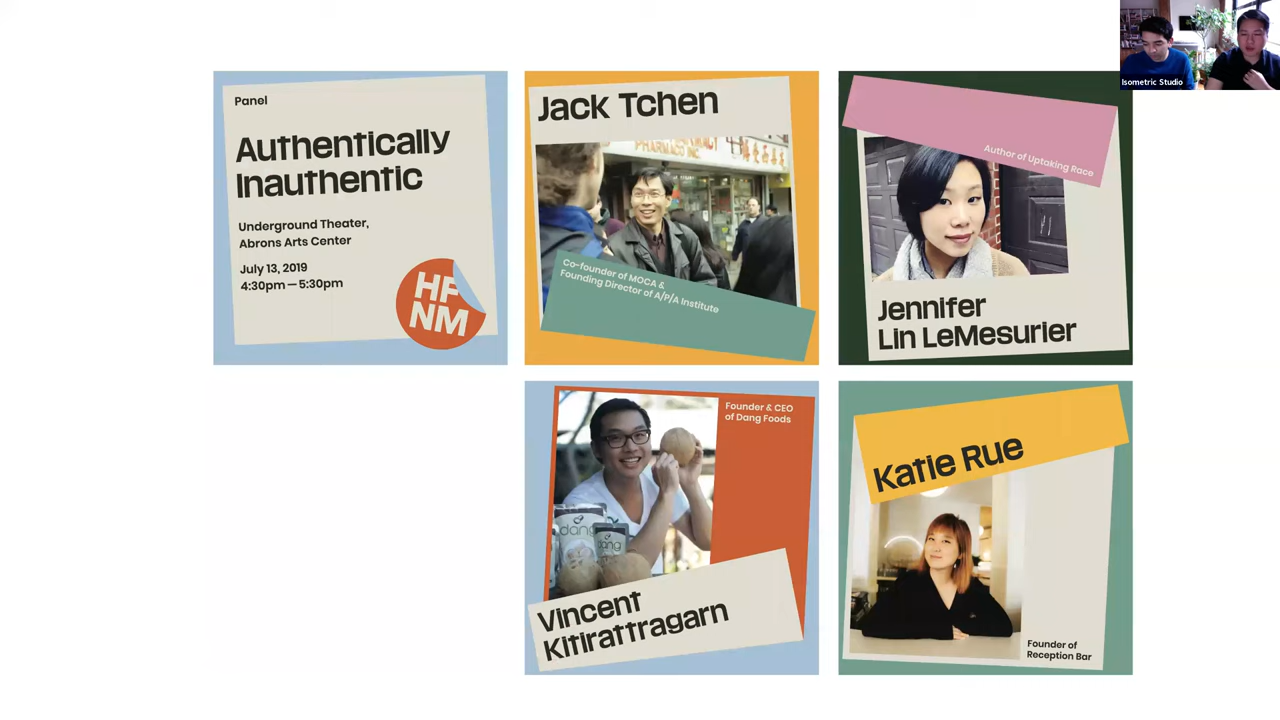 Isometric Studio
Panel
Authentically
Inauthentic
Underground Theater,
Abrons Arts Center
July 13, 2019
4:30pm — 5:30pm
HF
NM
Jack Tchen
Co-founder of MOCA &
Founding Director of A/P/A Institute
Author of Uptaking Race
Jennifer
Lin LeMesurier
Founder & CEO
of Dang Foods
dang
dang
Vincent
Kitirattragarn
Katie Rue
Founder of
Reception Bar